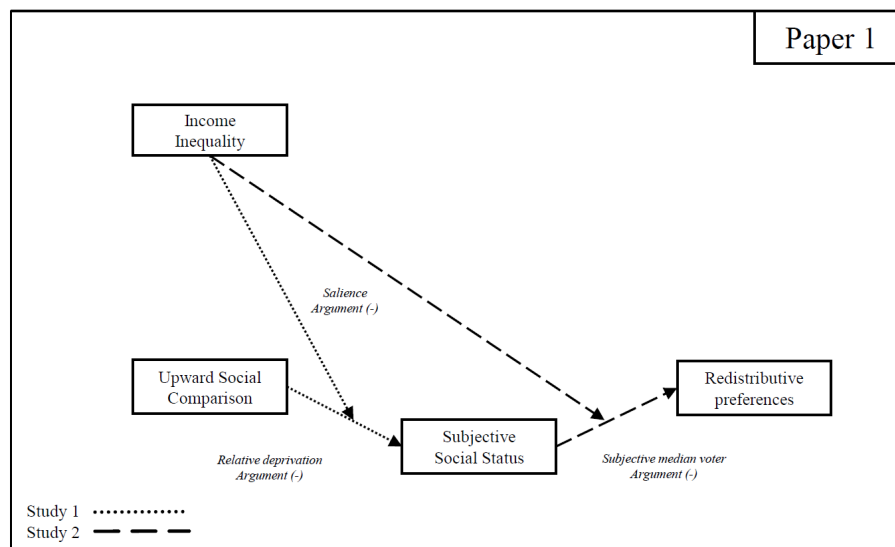 Paper 1
Income
Inequality
Salience
Argument (-)
Upward Social
Comparison
Redistributive
preferences
Relative deprivation
Argument (-)
Subjective
Social Status
Subjective median voter
Argument (-)
Study 1
Study 2